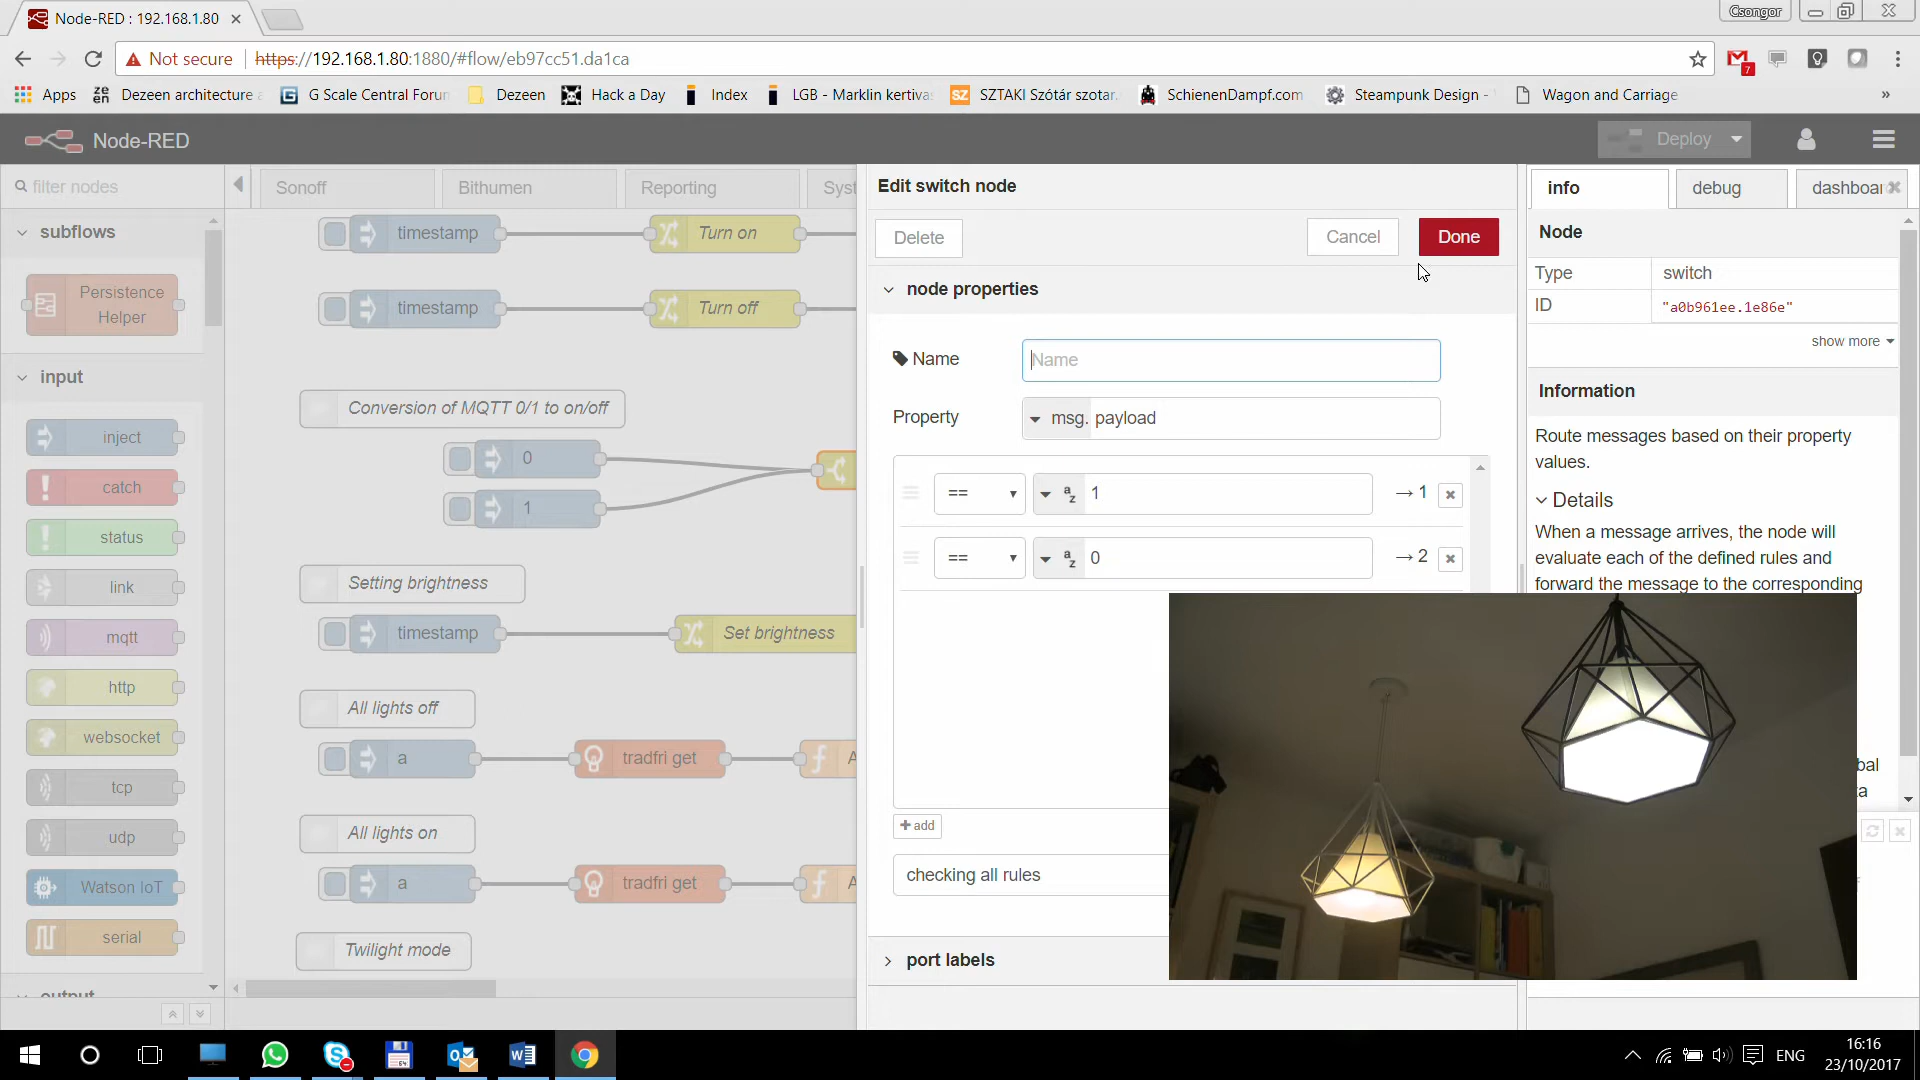 Node-RED : 192.168.1.80
Csongor
Not secure
https://192.168.1.80:1880/#flow/eb97cc51.da1ca
7
Apps
Dezeen architecture
G Scale Central Forum
Dezeen
Hack a Day
Index
LGB - Marklin kertivas
SZTAKI Szótár szotar.
SchienenDampf.com
Steampunk Design -
Wagon and Carriage
»
Node-RED
Deploy
filter nodes
Sonoff
Bithumen
Reporting
Syst
Edit switch node
info
debug
dashboar
subflows
Persistence
Helper
input
inject
catch
status
link
mqtt
http
websocket
tcp
udp
Watson IoT
serial
output
timestamp
Turn on
timestamp
Turn off
Conversion of MQTT 0/1 to on/off
0
1
Setting brightness
timestamp
Set brightness
All lights off
a
tradfri get
A
All lights on
a
tradfri get
A
Twilight mode
Delete
Cancel
Done
node properties
Name
Name
Property
msg. payload
== az 1 → 1
== az 0 → 2
+ add
checking all rules
port labels
Node
Type switch
ID "a0b961ee.1e86e"
show more
Information
Route messages based on their property
values.
Details
When a message arrives, the node will
evaluate each of the defined rules and
forward the message to the corresponding
bal
ta
ENG
16:16
23/10/2017